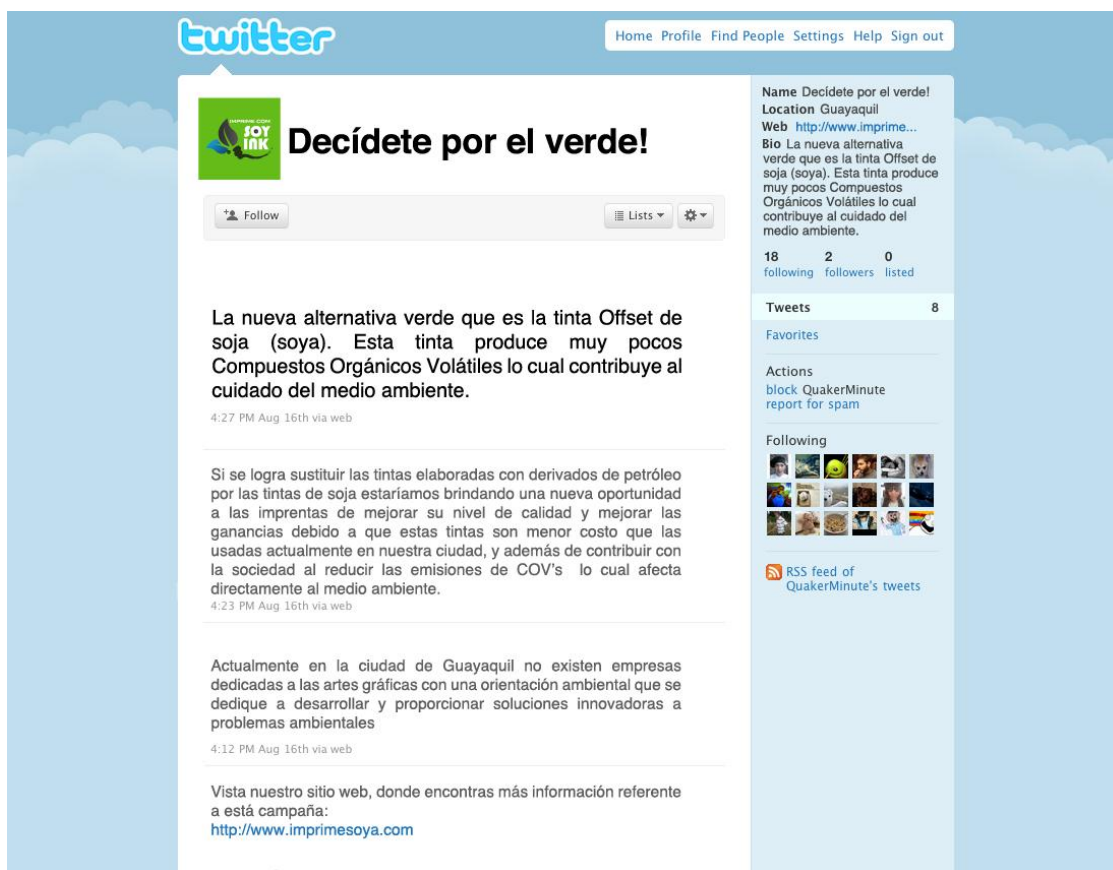 twitter
Home Profile Find People Settings Help Sign out
IMPRIME CON
SOY
INK
Decídete por el verde!
Follow
Lists
La nueva alternativa verde que es la tinta Offset de
soja (soya). Esta tinta produce muy pocos
Compuestos Orgánicos Volátiles lo cual contribuye al
cuidado del medio ambiente.
4:27 PM Aug 16th via web
Si se logra sustituir las tintas elaboradas con derivados de petróleo
por las tintas de soja estaríamos brindando una nueva oportunidad
a las imprentas de mejorar su nivel de calidad y mejorar las
ganancias debido a que estas tintas son menor costo que las
usadas actualmente en nuestra ciudad, y además de contribuir con
la sociedad al reducir las emisiones de COV's lo cual afecta
directamente al medio ambiente.
4:23 PM Aug 16th via web
Actualmente en la ciudad de Guayaquil no existen empresas
dedicadas a las artes gráficas con una orientación ambiental que se
dedique a desarrollar y proporcionar soluciones innovadoras a
problemas ambientales
4:12 PM Aug 16th via web
Vista nuestro sitio web, donde encontras más información referente
a está campaña:
http://www.imprimesoya.com
Name Decídete por el verde!
Location Guayaquil
Web http://www.imprime...
Bio La nueva alternativa
verde que es la tinta Offset de
soja (soya). Esta tinta produce
muy pocos Compuestos
Orgánicos Volátiles lo cual
contribuye al cuidado del
medio ambiente.
18 2 0
following followers listed
Tweets 8
Favorites
Actions
block QuakerMinute
report for spam
Following
RSS feed of
QuakerMinute's tweets